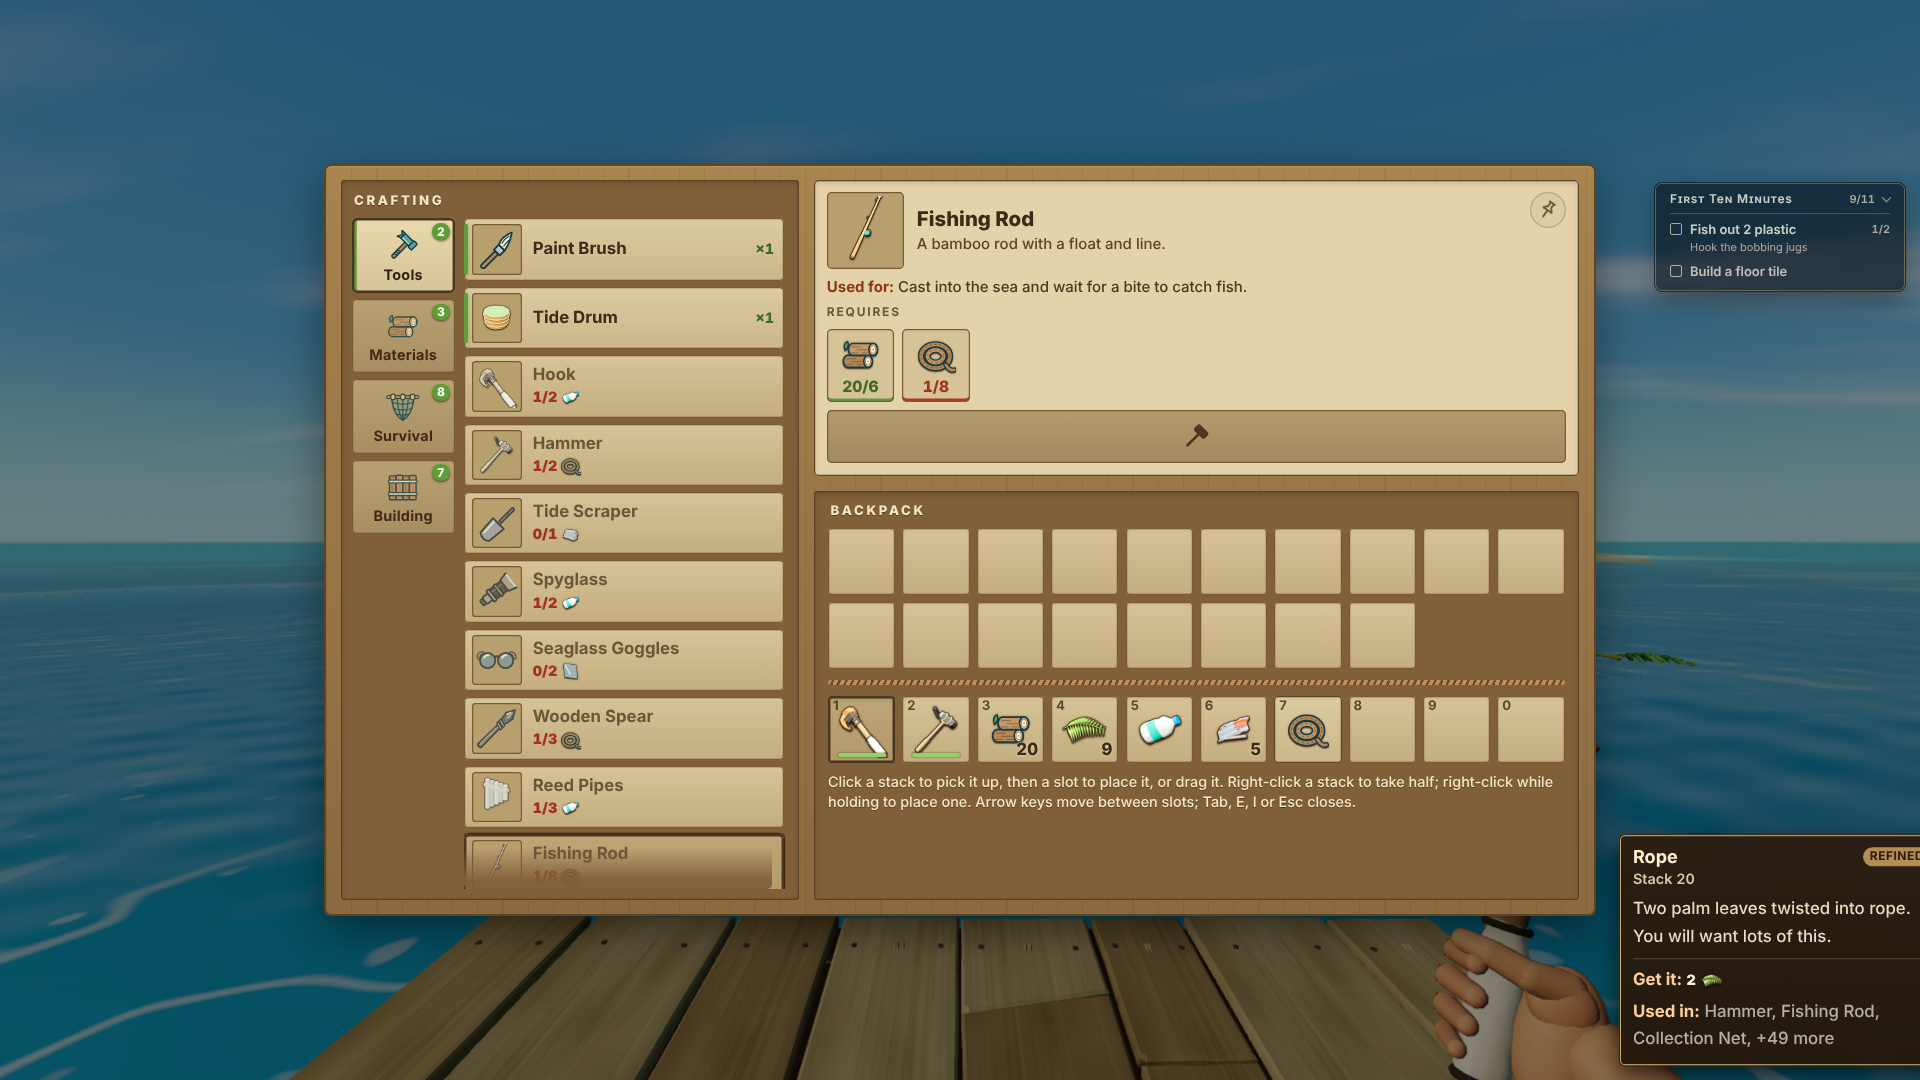 CRAFTING
2
Tools
3
Materials
8
Survival
7
Building
Paint Brush
×1
Tide Drum
×1
Hook
1/2
Hammer
1/2
Tide Scraper
0/1
Spyglass
1/2
Seaglass Goggles
0/2
Wooden Spear
1/3
Reed Pipes
1/3
Fishing Rod
1/8
Fishing Rod
A bamboo rod with a float and line.
Used for: Cast into the sea and wait for a bite to catch fish.
REQUIRES
20/6
1/8
BACKPACK
1
2
3
20
4
9
5
6
5
7
8
9
0
Click a stack to pick it up, then a slot to place it, or drag it. Right-click a stack to take half; right-click while
holding to place one. Arrow keys move between slots; Tab, E, I or Esc closes.
First Ten Minutes
9/11
Fish out 2 plastic
1/2
Hook the bobbing jugs
Build a floor tile
Rope
REFINED
Stack 20
Two palm leaves twisted into rope.
You will want lots of this.
Get it: 2
Used in: Hammer, Fishing Rod,
Collection Net, +49 more